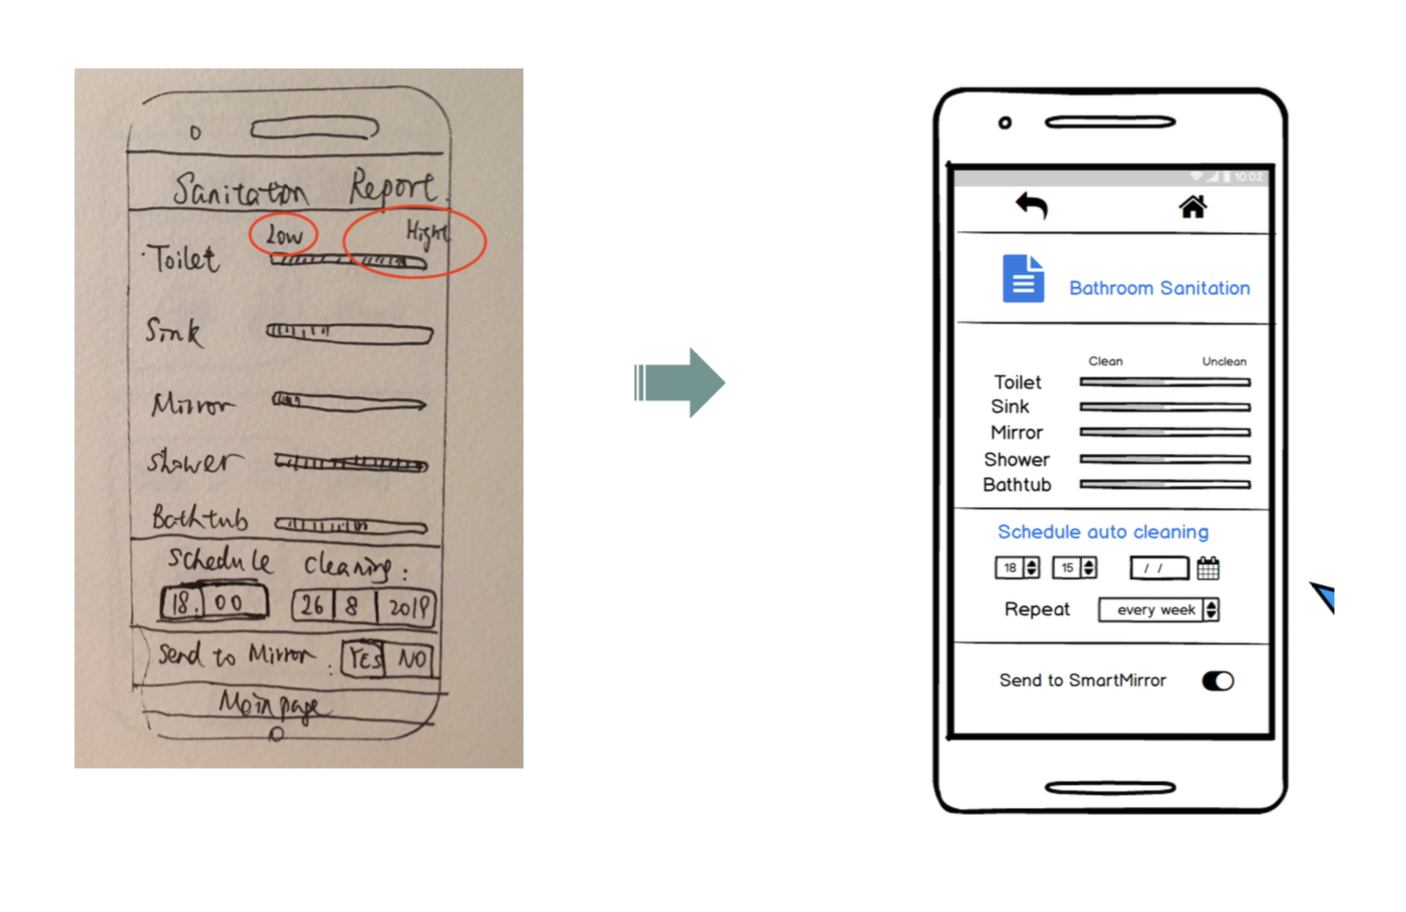 Sanitation Report.
Low Hight
Toilet
Sink
Mirror
Shower
Bathtub
Schedule cleaning:
18. 00 26 8 2019
Send to Mirror: YES NO
Main page
10:02
Bathroom Sanitation
Clean Unclean
Toilet
Sink
Mirror
Shower
Bathtub
Schedule auto cleaning
18 15 / /
Repeat every week
Send to SmartMirror